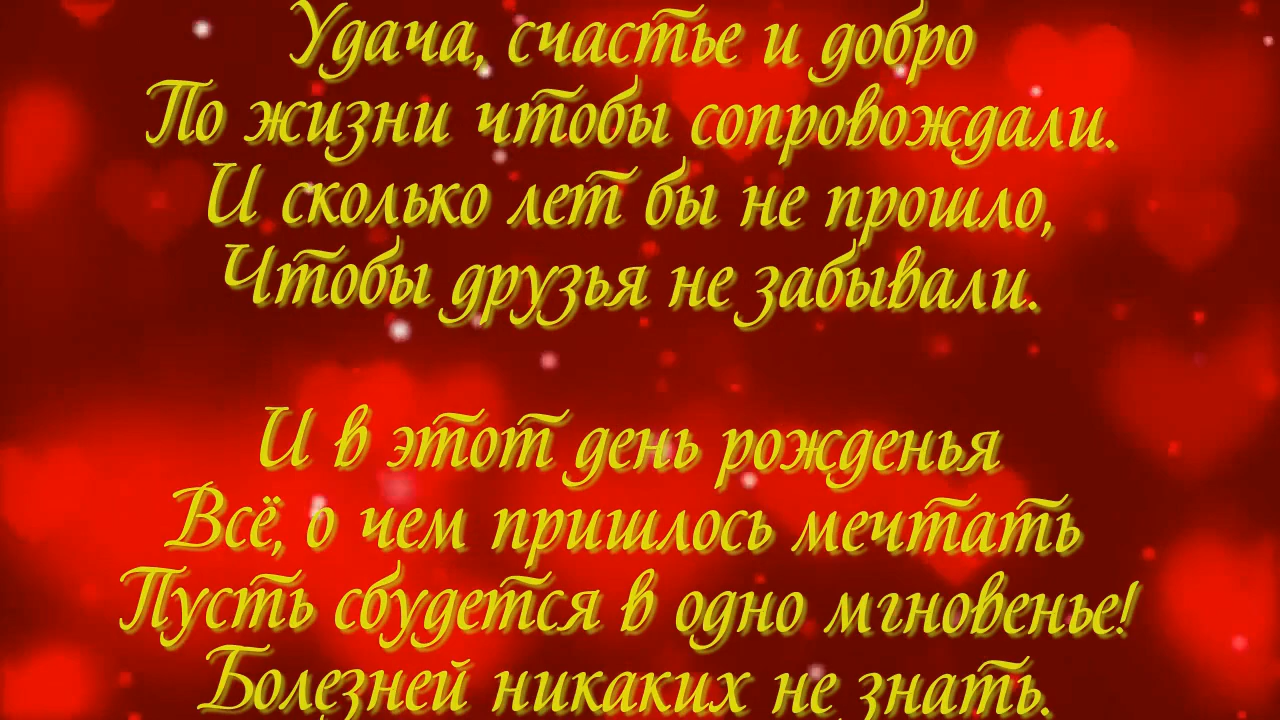 Удача, счастье и добро
По жизни чтобы сопровождали.
И сколько лет бы не прошло,
Чтобы друзья не забывали.
И в этот день рожденья
Всё, о чем пришлось мечтать
Пусть сбудется в одно мгновенье!
Болезней никаких не знать.